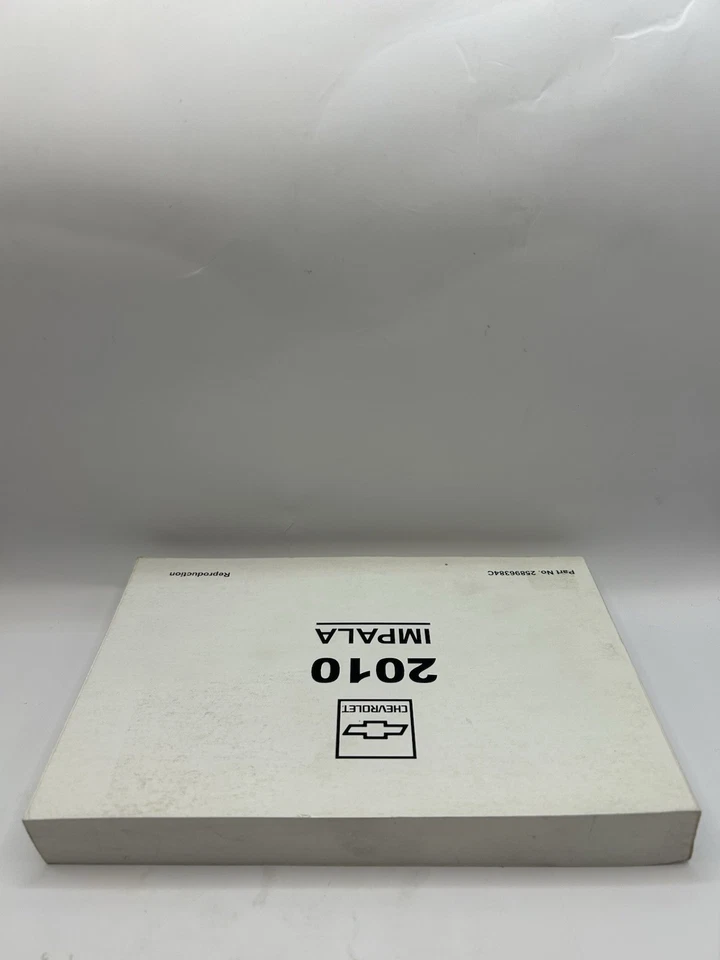 CHEVROLET
2010
IMPALA
Part No. 25896384C
Reproduction